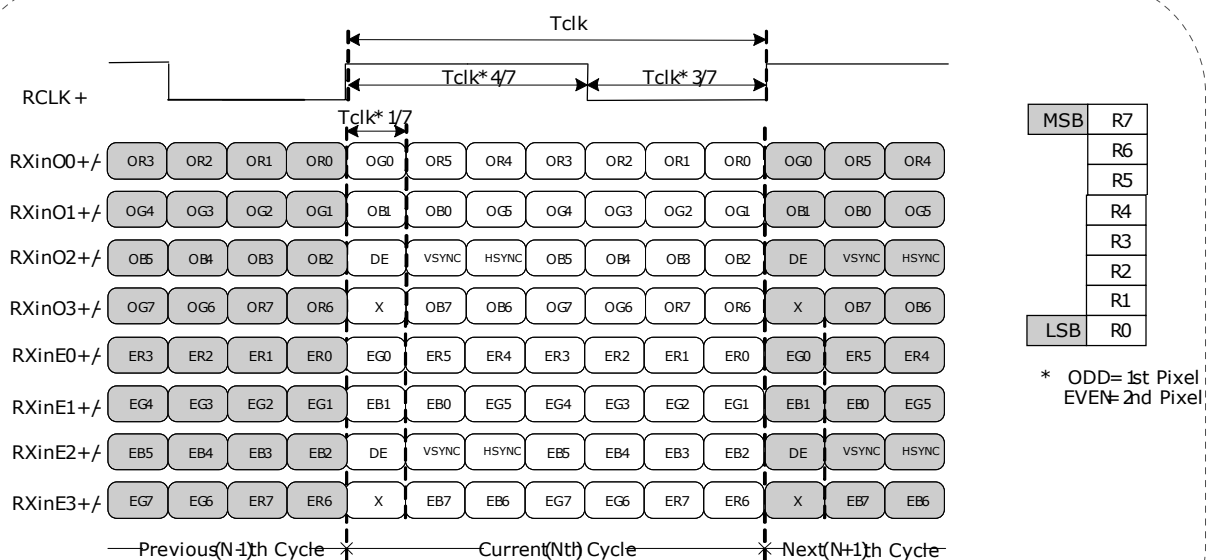 Tclk
Tclk* 4/7 Tclk* 3/7
RCLK +
Tclk* 1/7
RXinO0+/- OR3 OR2 OR1 OR0 OG0 OR5 OR4 OR3 OR2 OR1 OR0 OG0 OR5 OR4
RXinO1+/- OG4 OG3 OG2 OG1 OB1 OB0 OG5 OG4 OG3 OG2 OG1 OB1 OB0 OG5
RXinO2+/- OB5 OB4 OB3 OB2 DE VSYNC HSYNC OB5 OB4 OB3 OB2 DE VSYNC HSYNC
RXinO3+/- OG7 OG6 OR7 OR6 X OB7 OB6 OG7 OG6 OR7 OR6 X OB7 OB6
RXinE0+/- ER3 ER2 ER1 ER0 EG0 ER5 ER4 ER3 ER2 ER1 ER0 EG0 ER5 ER4
RXinE1+/- EG4 EG3 EG2 EG1 EB1 EB0 EG5 EG4 EG3 EG2 EG1 EB1 EB0 EG5
RXinE2+/- EB5 EB4 EB3 EB2 DE VSYNC HSYNC EB5 EB4 EB3 EB2 DE VSYNC HSYNC
RXinE3+/- EG7 EG6 ER7 ER6 X EB7 EB6 EG7 EG6 ER7 ER6 X EB7 EB6
Previous(N-1)th Cycle Current(Nth) Cycle Next(N+1)th Cycle
MSB R7
R6
R5
R4
R3
R2
R1
LSB R0
* ODD= 1st Pixel
EVEN= 2nd Pixel